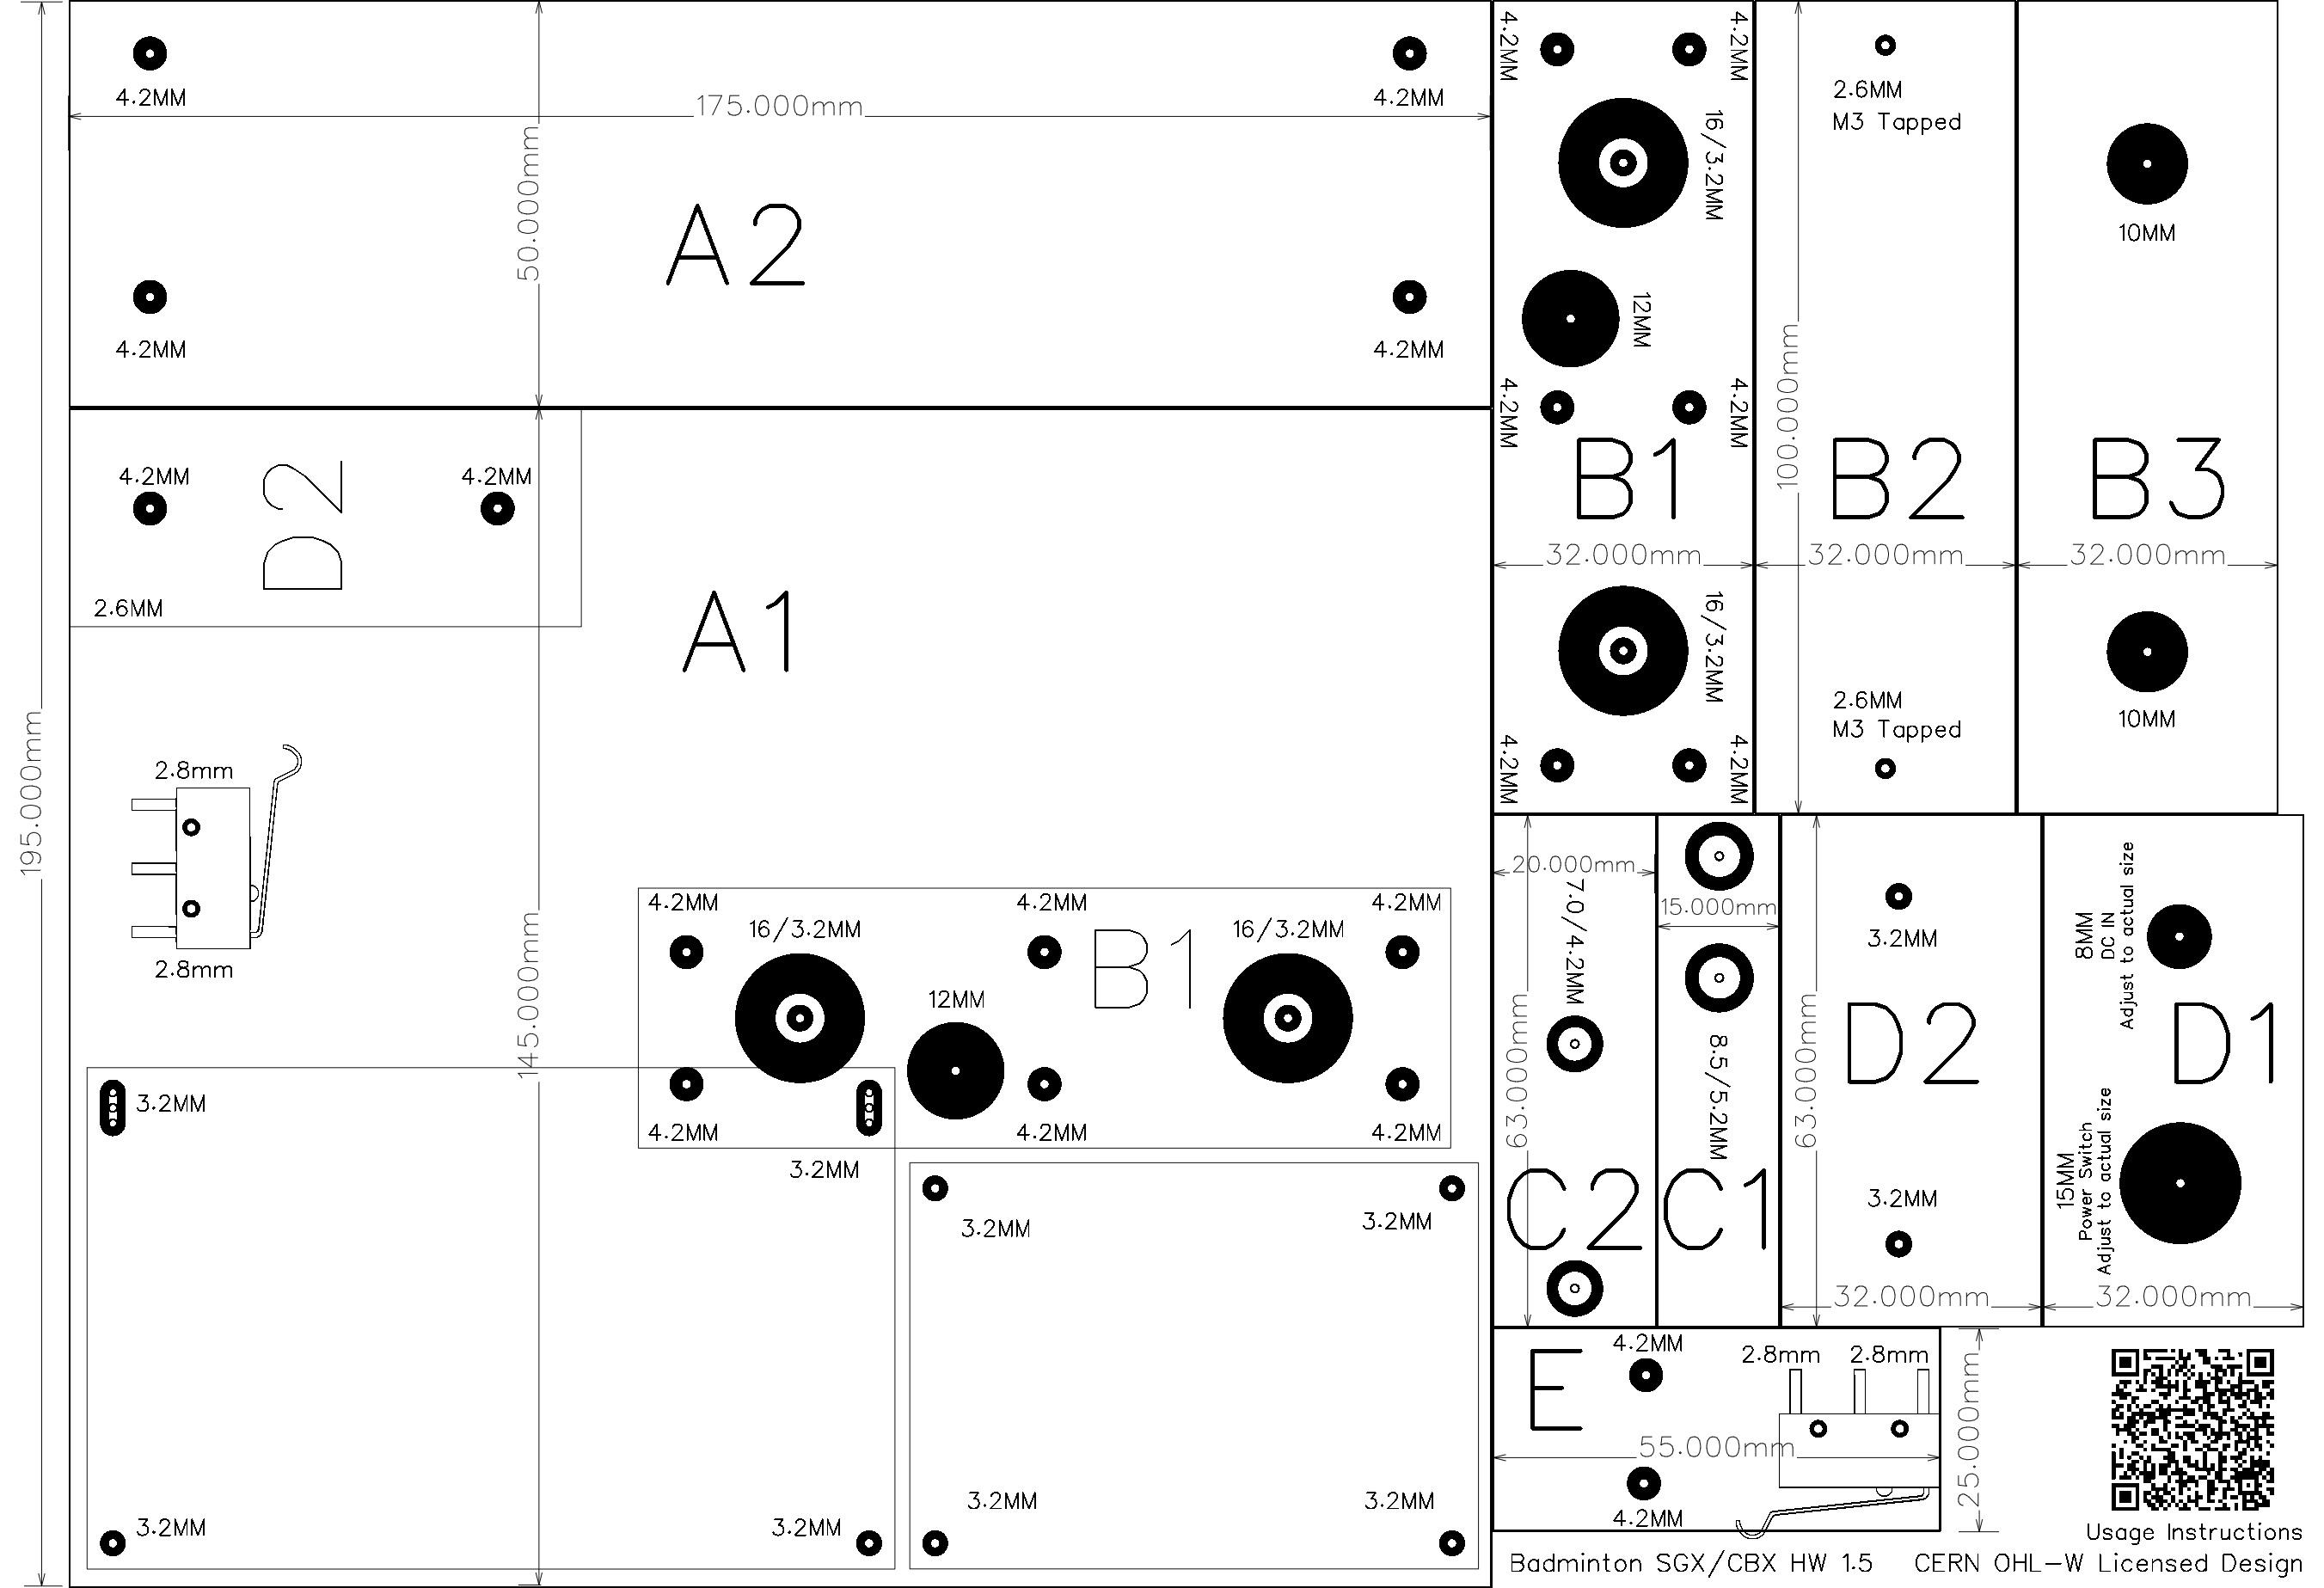 4.2MM
4.2MM
175.000mm
50.000mm
A2
4.2MM
4.2MM
4.2MM
4.2MM
D2
2.6MM
A1
195.000mm
145.000mm
2.8mm
2.8mm
4.2MM
4.2MM
4.2MM
16/3.2MM
16/3.2MM
B1
12MM
4.2MM
4.2MM
4.2MM
3.2MM
3.2MM
3.2MM
3.2MM
3.2MM
3.2MM
3.2MM
3.2MM
4.2MM
4.2MM
16/3.2MM
12MM
4.2MM
4.2MM
B1
32.000mm
16/3.2MM
4.2MM
4.2MM
2.6MM
M3 Tapped
100.000mm
B2
32.000mm
2.6MM
M3 Tapped
10MM
B3
32.000mm
10MM
20.000mm
7.0/4.2MM
63.000mm
C2
15.000mm
8.5/5.2MM
C1
3.2MM
63.000mm
D2
3.2MM
32.000mm
8MM
DC IN
Adjust to actual size
D1
15MM
Power Switch
Adjust to actual size
32.000mm
E
4.2MM
2.8mm
2.8mm
55.000mm
25.000mm
4.2MM
Usage Instructions
Badminton SGX/CBX HW 1.5 CERN OHL-W Licensed Design